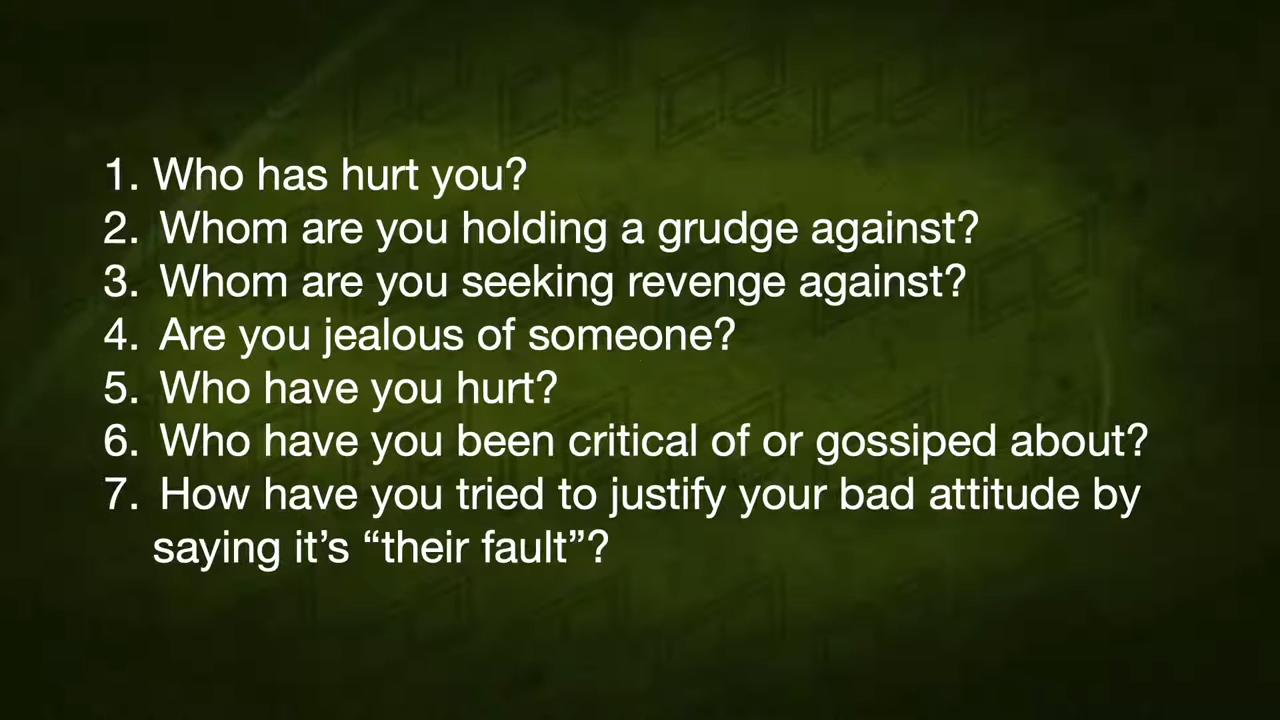 1. Who has hurt you?
2. Whom are you holding a grudge against?
3. Whom are you seeking revenge against?
4. Are you jealous of someone?
5. Who have you hurt?
6. Who have you been critical of or gossiped about?
7. How have you tried to justify your bad attitude by
saying it’s “their fault”?